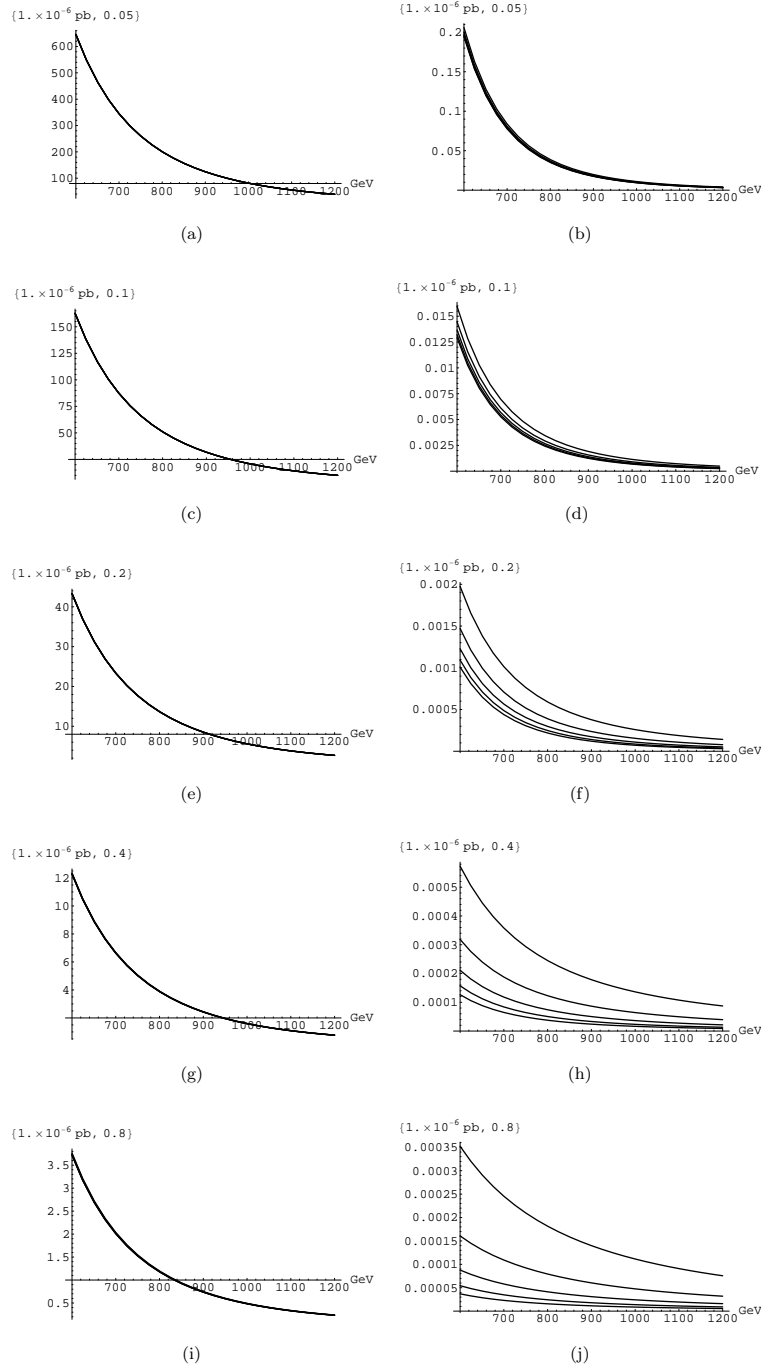 {1. ×10⁻⁶ pb, 0.05}
600
500
400
300
200
100
700 800 900 1000 1100 1200 GeV
(a)
{1. ×10⁻⁶ pb, 0.05}
0.2
0.15
0.1
0.05
700 800 900 1000 1100 1200 GeV
(b)
{1. ×10⁻⁶ pb, 0.1}
150
125
100
75
50
700 800 900 1000 1100 1200 GeV
(c)
{1. ×10⁻⁶ pb, 0.1}
0.015
0.0125
0.01
0.0075
0.005
0.0025
700 800 900 1000 1100 1200 GeV
(d)
{1. ×10⁻⁶ pb, 0.2}
40
30
20
10
700 800 900 1000 1100 1200 GeV
(e)
{1. ×10⁻⁶ pb, 0.2}
0.002
0.0015
0.001
0.0005
700 800 900 1000 1100 1200 GeV
(f)
{1. ×10⁻⁶ pb, 0.4}
12
10
8
6
4
700 800 900 1000 1100 1200 GeV
(g)
{1. ×10⁻⁶ pb, 0.4}
0.0005
0.0004
0.0003
0.0002
0.0001
700 800 900 1000 1100 1200 GeV
(h)
{1. ×10⁻⁶ pb, 0.8}
3.5
3
2.5
2
1.5
0.5
700 800 900 1000 1100 1200 GeV
(i)
{1. ×10⁻⁶ pb, 0.8}
0.00035
0.0003
0.00025
0.0002
0.00015
0.0001
0.00005
700 800 900 1000 1100 1200 GeV
(j)